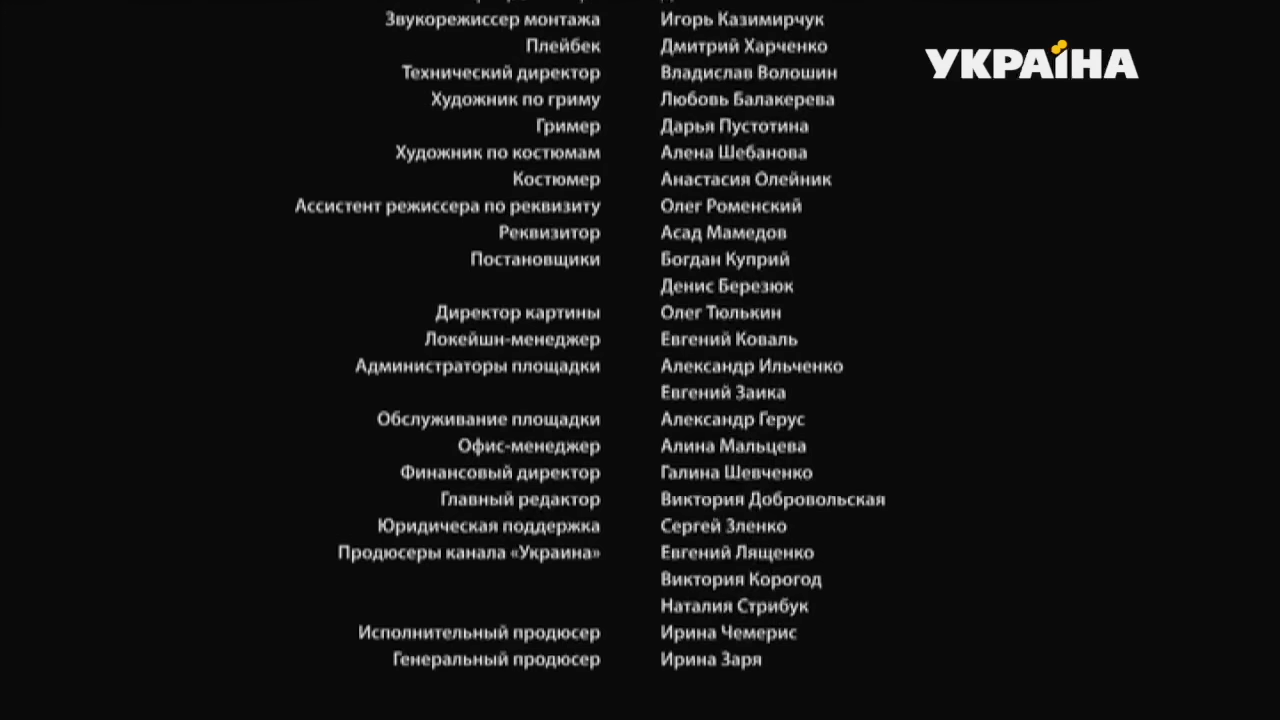 Звукорежиссер монтажа Игорь Казимирчук
Плейбек Дмитрий Харченко
УКРАЇНА
Технический директор Владислав Волошин
Художник по гриму Любовь Балакерева
Гример Дарья Пустотина
Художник по костюмам Алена Шебанова
Костюмер Анастасия Олейник
Ассистент режиссера по реквизиту Олег Роменский
Реквизитор Асад Мамедов
Постановщики Богдан Куприй
Денис Березюк
Директор картины Олег Тюлькин
Локейшн-менеджер Евгений Коваль
Администраторы площадки Александр Ильченко
Евгений Заика
Обслуживание площадки Александр Герус
Офис-менеджер Алина Мальцева
Финансовый директор Галина Шевченко
Главный редактор Виктория Добровольская
Юридическая поддержка Сергей Зленко
Продюсеры канала «Украина» Евгений Лященко
Виктория Корогод
Наталия Стрибук
Исполнительный продюсер Ирина Чемерис
Генеральный продюсер Ирина Заря